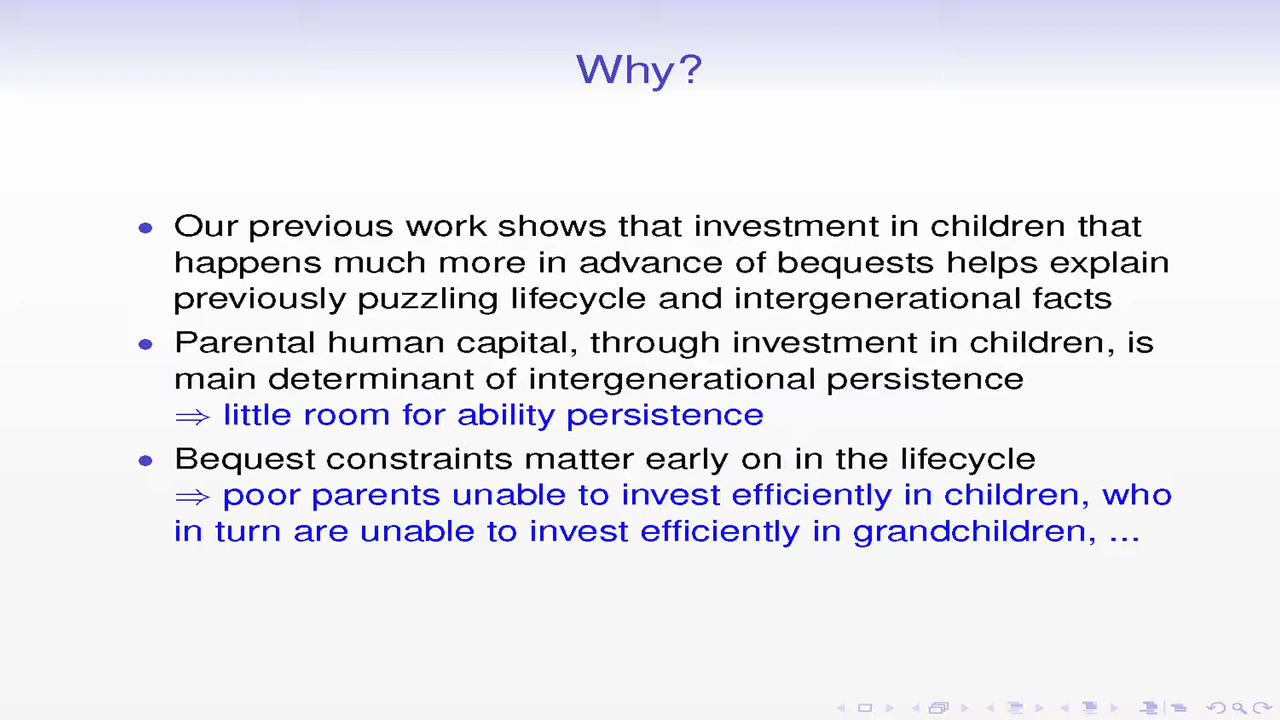 Why?
• Our previous work shows that investment in children that
happens much more in advance of bequests helps explain
previously puzzling lifecycle and intergenerational facts
• Parental human capital, through investment in children, is
main determinant of intergenerational persistence
⇒ little room for ability persistence
• Bequest constraints matter early on in the lifecycle
⇒ poor parents unable to invest efficiently in children, who
in turn are unable to invest efficiently in grandchildren, ...